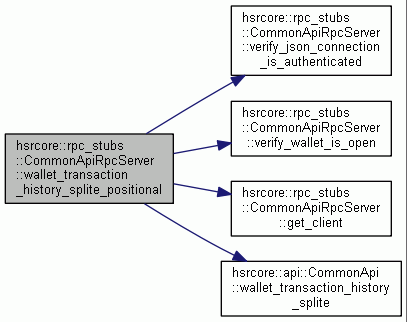 hsrcore::rpc_stubs
::CommonApiRpcServer
::wallet_transaction
_history_splite_positional
hsrcore::rpc_stubs
::CommonApiRpcServer
::verify_json_connection
_is_authenticated
hsrcore::rpc_stubs
::CommonApiRpcServer
::verify_wallet_is_open
hsrcore::rpc_stubs
::CommonApiRpcServer
::get_client
hsrcore::api::CommonApi
::wallet_transaction_history
_splite